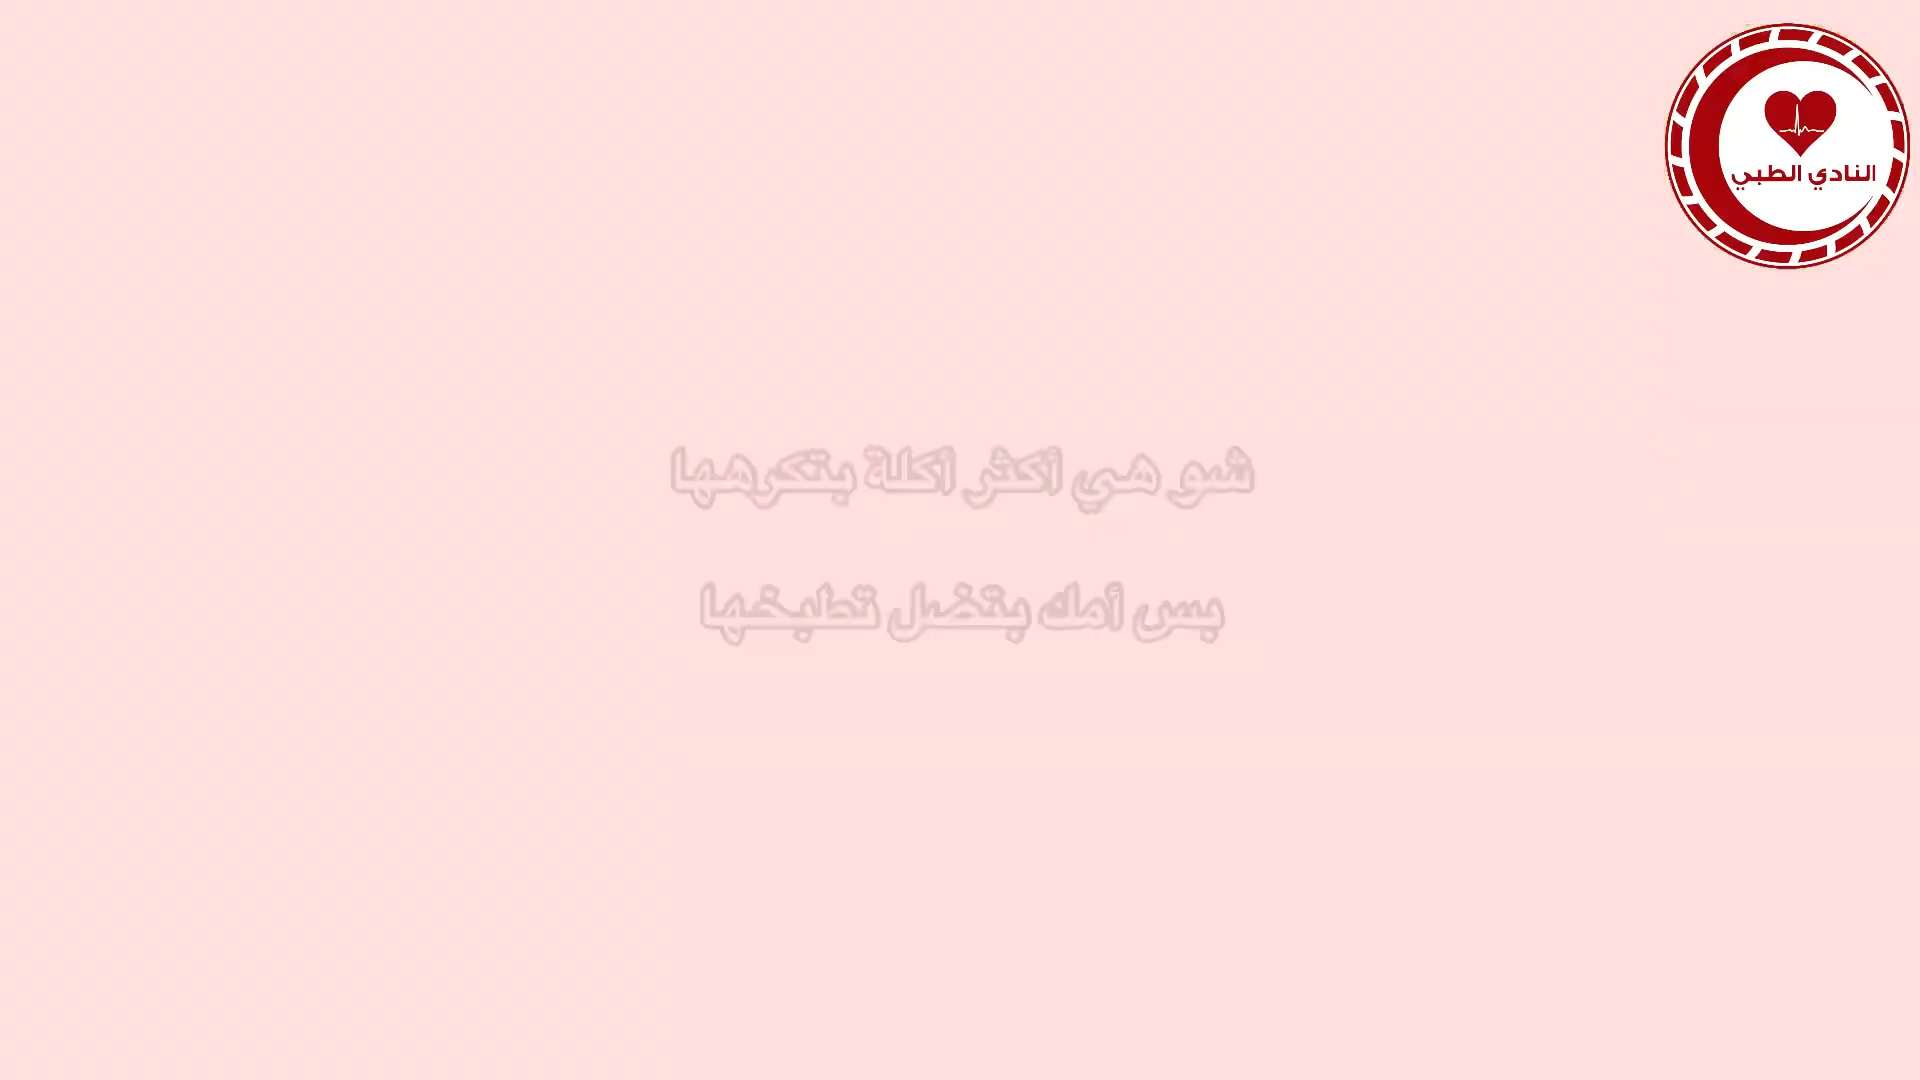 النادي الطبي
شو هي أكثر أكلة بتكرهها
بس أمك بتضل تطبخها